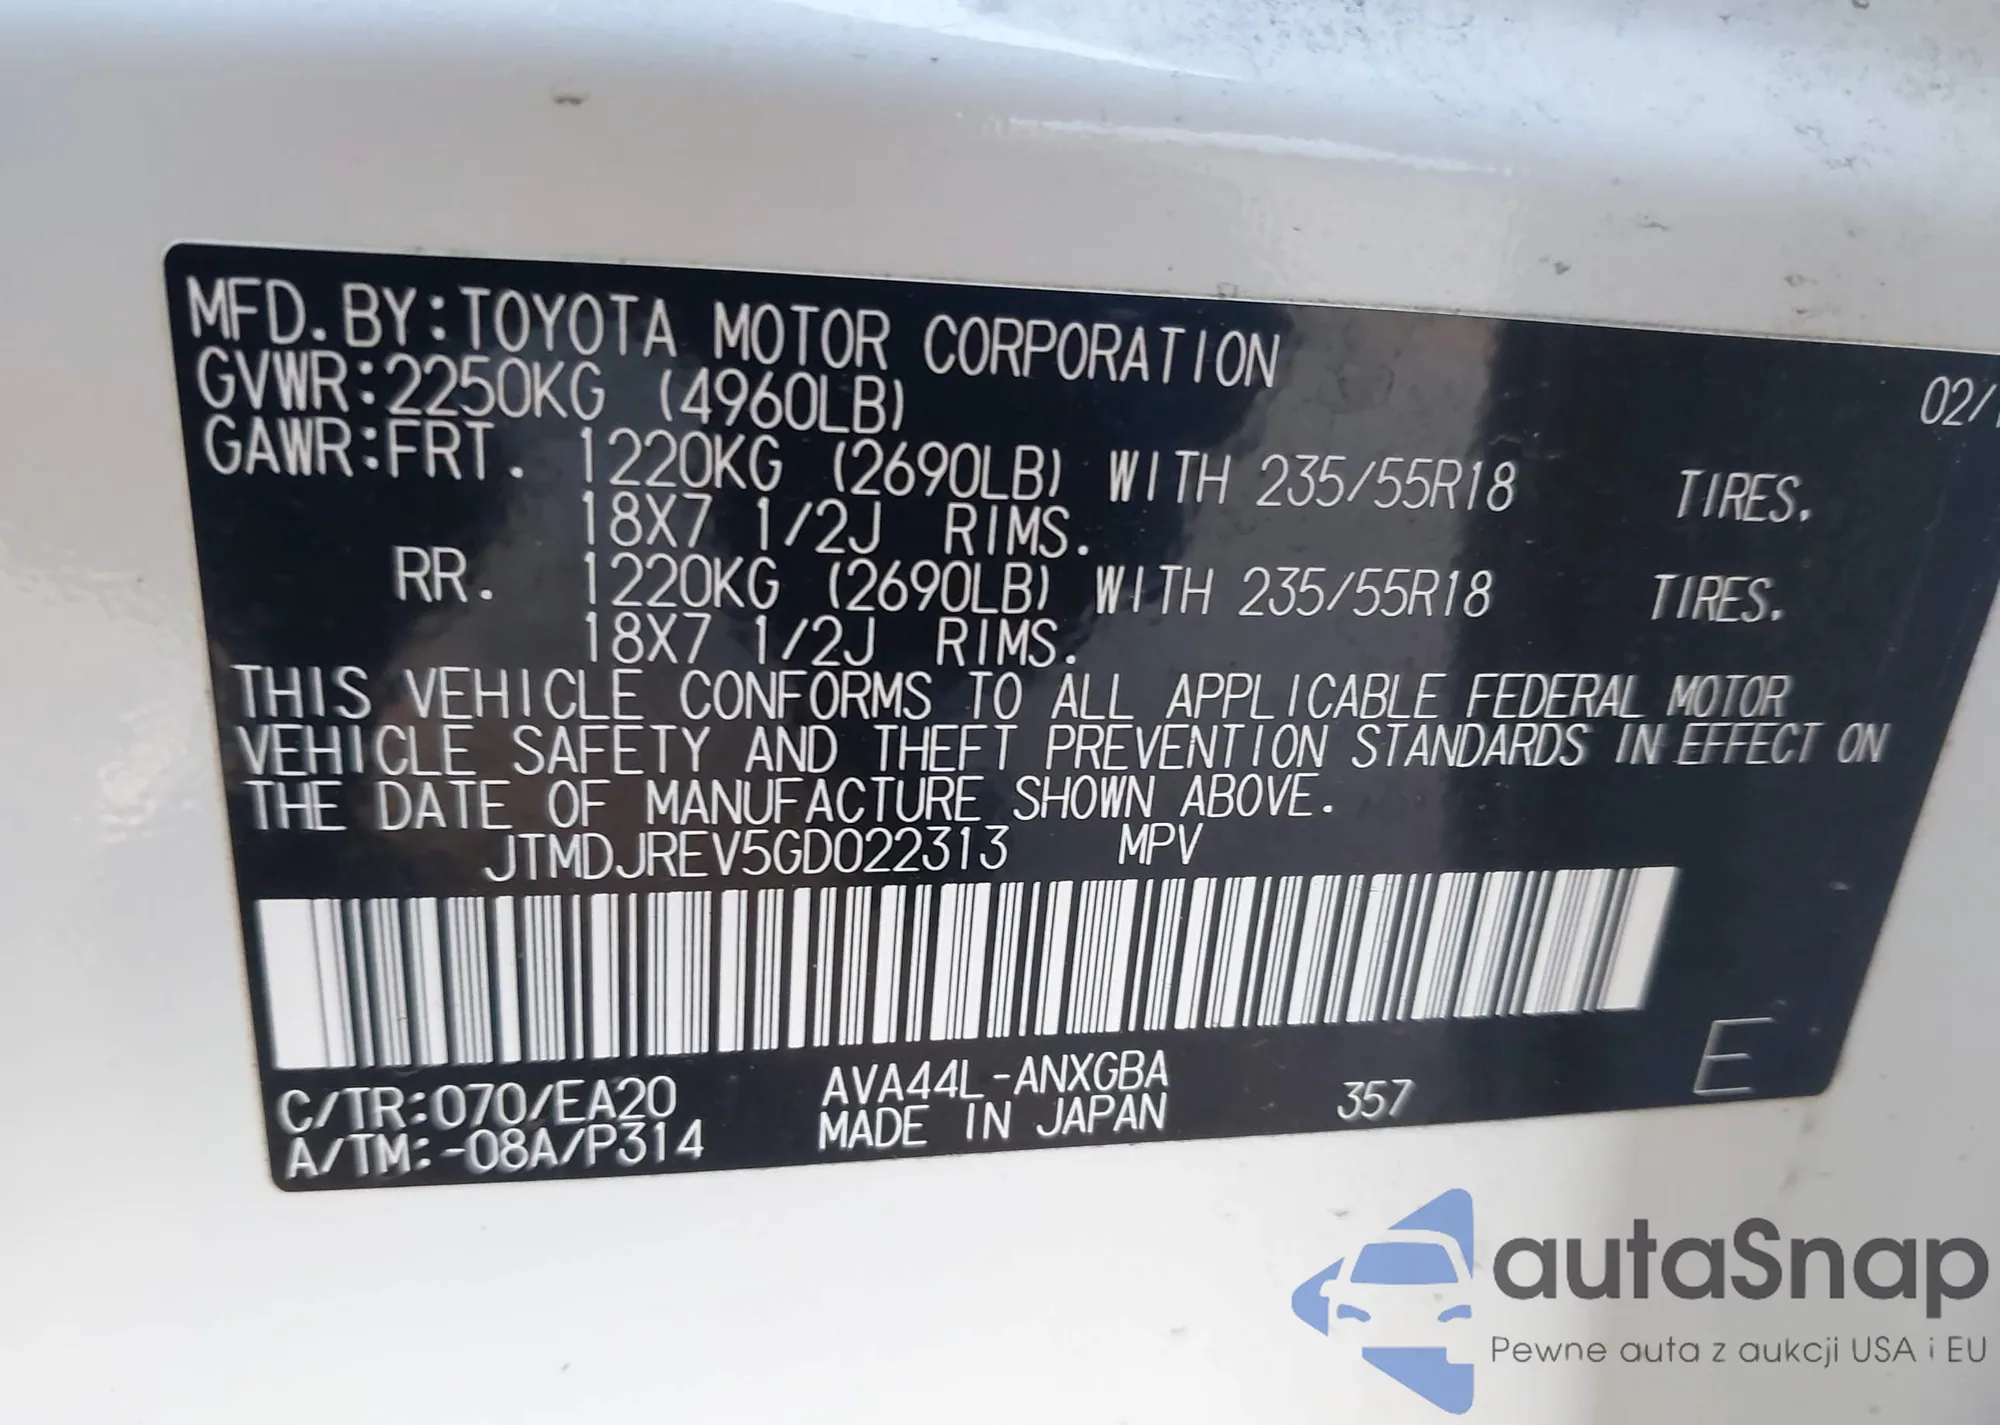 MFD.BY:TOYOTA MOTOR CORPORATION
02/1
GVWR:2250KG (4960LB)
GAWR:FRT. 1220KG (2690LB) WITH 235/55R18 TIRES.
18X7 1/2J RIMS.
RR. 1220KG (2690LB) WITH 235/55R18 TIRES.
18X7 1/2J RIMS.
THIS VEHICLE CONFORMS TO ALL APPLICABLE FEDERAL MOTOR
VEHICLE SAFETY AND THEFT PREVENTION STANDARDS IN EFFECT ON
THE DATE OF MANUFACTURE SHOWN ABOVE.
JTMDJREV5GD022313 MPV
E
C/TR:070/EA20 AVA44L-ANXGBA 357
A/TM:-08A/P314 MADE IN JAPAN
autaSnap
Pewne auta z aukcji USA i EU